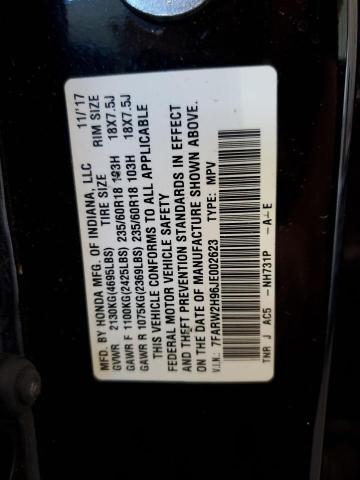 MFD. BY HONDA MFG. OF INDIANA, LLC 11/'17
TIRE SIZE RIM SIZE
GVWR 2130KG(4695LBS)
GAWR F 1100KG(2425LBS) 235/60R18 103H 18X7.5J
GAWR R 1075KG(2369LBS) 235/60R18 103H 18X7.5J
THIS VEHICLE CONFORMS TO ALL APPLICABLE
FEDERAL MOTOR VEHICLE SAFETY
AND THEFT PREVENTION STANDARDS IN EFFECT
ON THE DATE OF MANUFACTURE SHOWN ABOVE.
V.I.N.: 7FARW2H96JE002623 TYPE: MPV
TNR J AC5 -NH731P -A-E